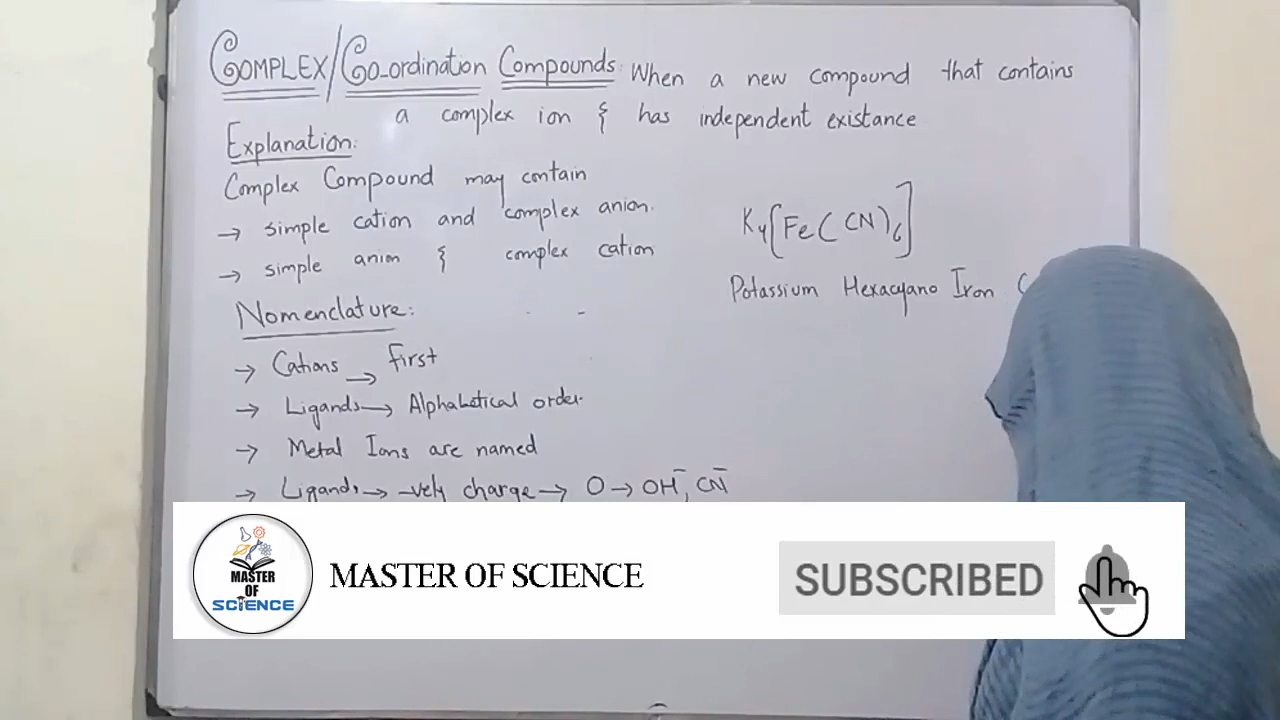 COMPLEX/CO-ordination Compounds: When a new compound that contains
a complex ion & has independent existance
Explanation:
Complex Compound may contain
→ simple cation and complex anion.
→ simple anion & complex cation
K4[Fe(CN)6]
Potassium Hexacyano Iron
Nomenclature:
→ Cations → first
→ Ligands → Alphabetical order.
→ Metal Ions are named
→ Ligands → -vely charge → O → OH⁻, CN⁻
MASTER OF SCIENCE
MASTER OF SCIENCE
SUBSCRIBED